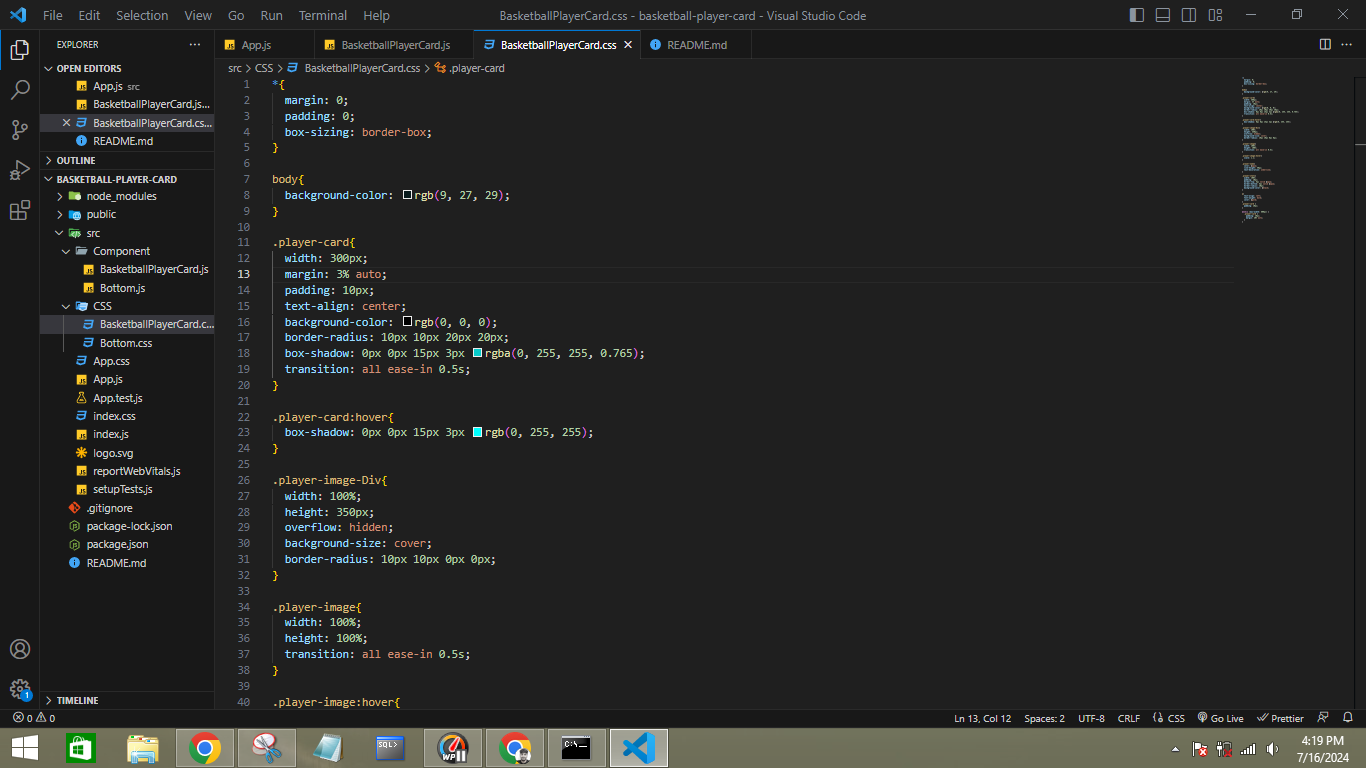 File Edit Selection View Go Run Terminal Help BasketballPlayerCard.css - basketball-player-card - Visual Studio Code
EXPLORER ... App.js BasketballPlayerCard.js BasketballPlayerCard.css README.md
OPEN EDITORS
App.js src
BasketballPlayerCard.js...
BasketballPlayerCard.cs...
README.md
OUTLINE
BASKETBALL-PLAYER-CARD
node_modules
public
src
Component
BasketballPlayerCard.js
Bottom.js
CSS
BasketballPlayerCard.c...
Bottom.css
App.css
App.js
App.test.js
index.css
index.js
logo.svg
reportWebVitals.js
setupTests.js
.gitignore
package-lock.json
package.json
README.md
TIMELINE
src > CSS > BasketballPlayerCard.css > .player-card
1 *{
2 margin: 0;
3 padding: 0;
4 box-sizing: border-box;
5 }
6
7 body{
8 background-color: rgb(9, 27, 29);
9 }
10
11 .player-card{
12 width: 300px;
13 margin: 3% auto;
14 padding: 10px;
15 text-align: center;
16 background-color: rgb(0, 0, 0);
17 border-radius: 10px 10px 20px 20px;
18 box-shadow: 0px 0px 15px 3px rgba(0, 255, 255, 0.765);
19 transition: all ease-in 0.5s;
20 }
21
22 .player-card:hover{
23 box-shadow: 0px 0px 15px 3px rgb(0, 255, 255);
24 }
25
26 .player-image-Div{
27 width: 100%;
28 height: 350px;
29 overflow: hidden;
30 background-size: cover;
31 border-radius: 10px 10px 0px 0px;
32 }
33
34 .player-image{
35 width: 100%;
36 height: 100%;
37 transition: all ease-in 0.5s;
38 }
39
40 .player-image:hover{
1
0 0 Ln 13, Col 12 Spaces: 2 UTF-8 CRLF CSS Go Live Prettier
SQL> WP C:\_ 4:19 PM
7/16/2024